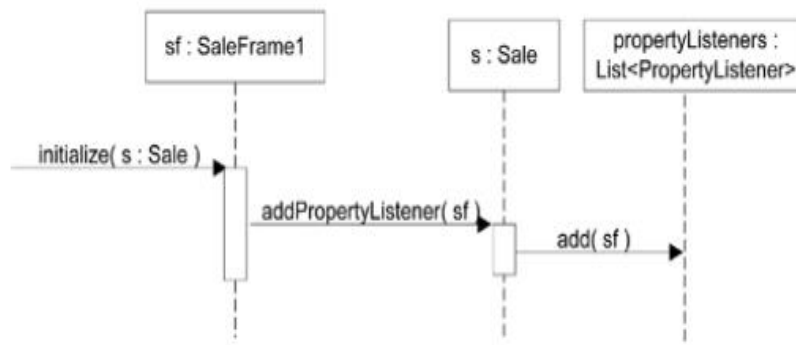 sf : SaleFrame1
s : Sale
propertyListeners :
List<PropertyListener>
initialize( s : Sale )
addPropertyListener( sf )
add( sf )